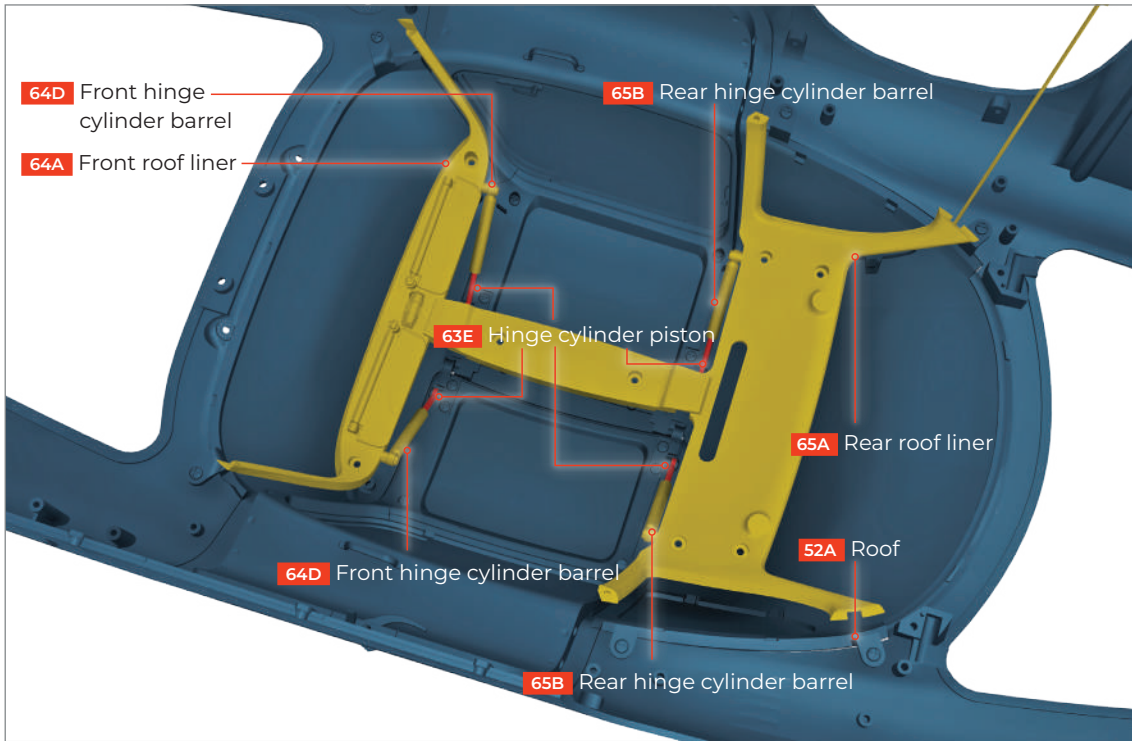 64D Front hinge
cylinder barrel
65B Rear hinge cylinder barrel
64A Front roof liner
63E Hinge cylinder piston
65A Rear roof liner
52A Roof
64D Front hinge cylinder barrel
65B Rear hinge cylinder barrel